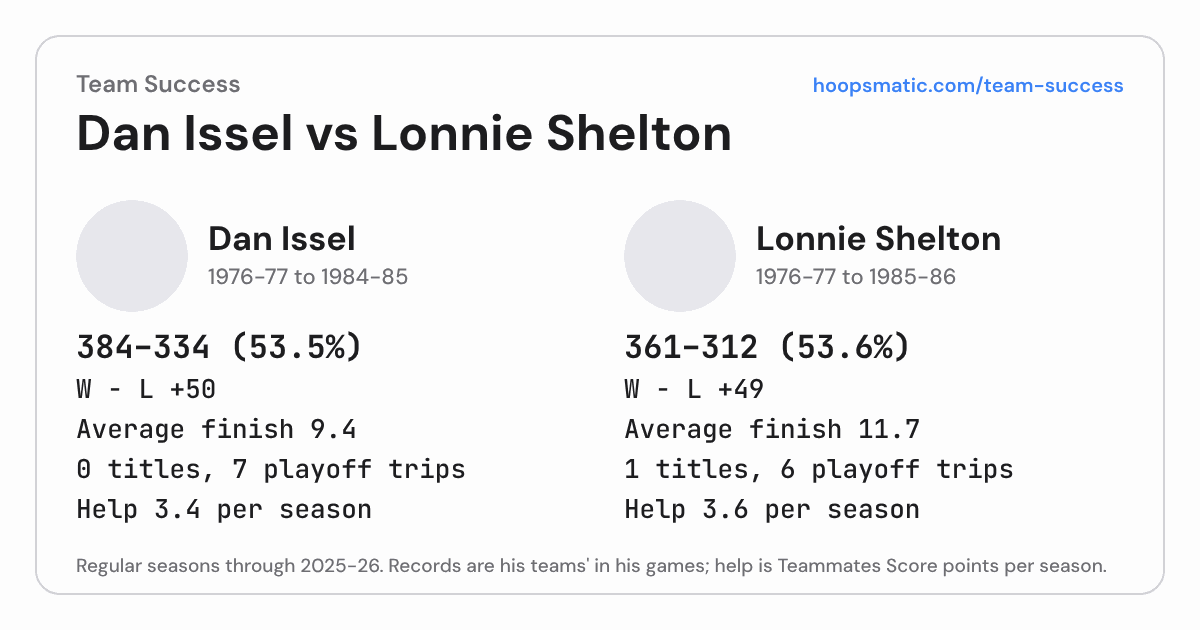 Team Success
hoopsmatic.com/team-success
Dan Issel vs Lonnie Shelton
Dan Issel
1976–77 to 1984–85
384–334 (53.5%)
W - L +50
Average finish 9.4
0 titles, 7 playoff trips
Help 3.4 per season
Lonnie Shelton
1976–77 to 1985–86
361–312 (53.6%)
W - L +49
Average finish 11.7
1 titles, 6 playoff trips
Help 3.6 per season
Regular seasons through 2025–26. Records are his teams' in his games; help is Teammates Score points per season.